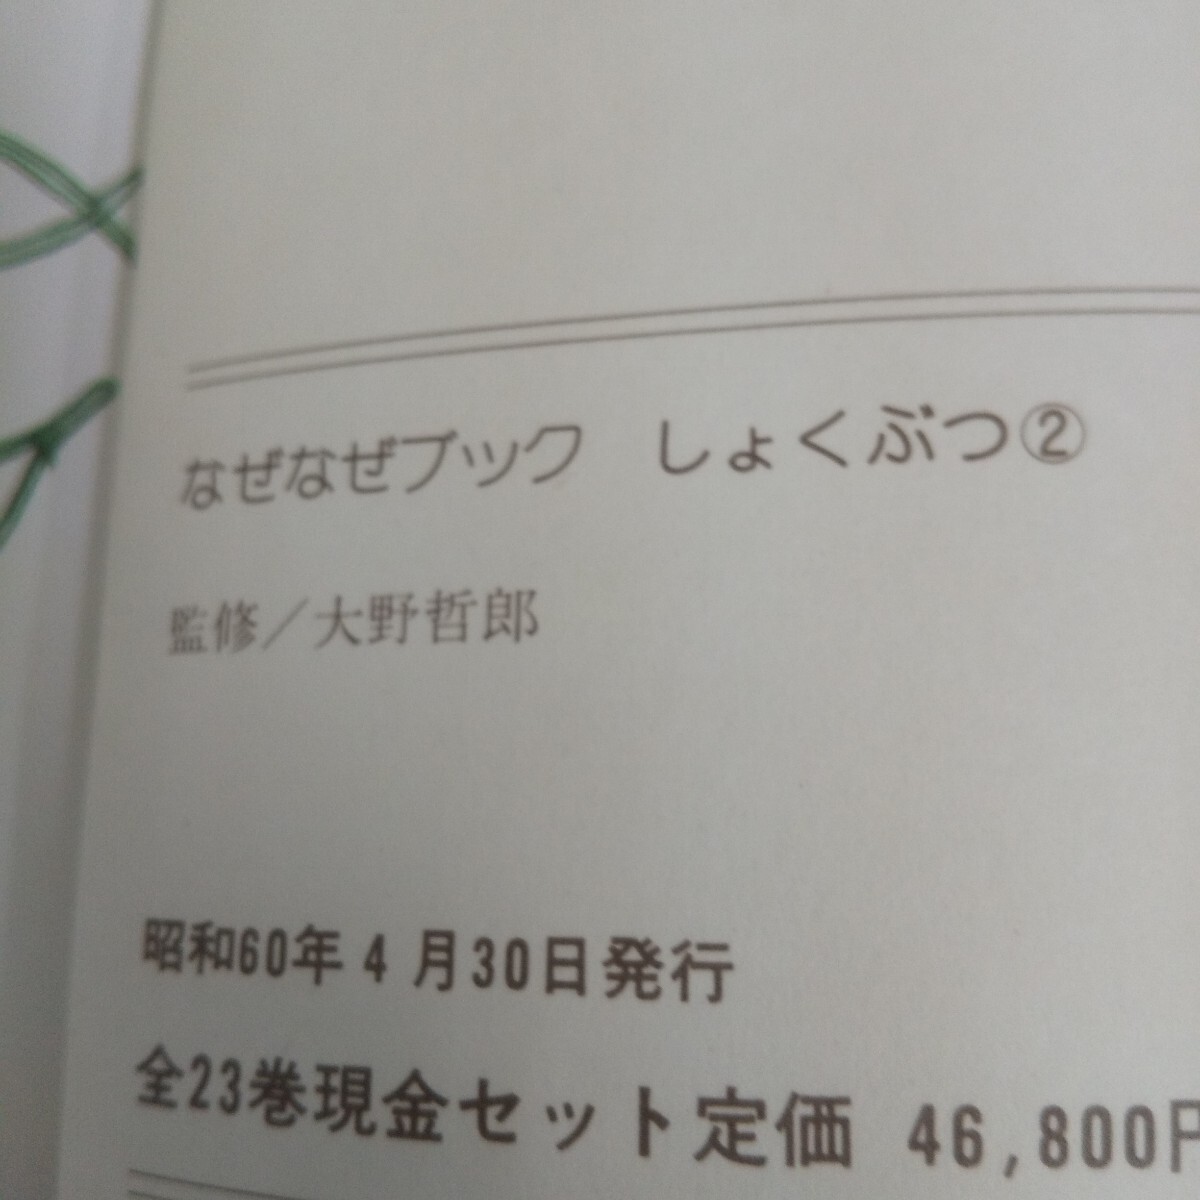 なぜなぜブック　しょくぶつ②
監修／大野哲郎
昭和60年4月30日発行
全23巻現金セット定価 46,800円